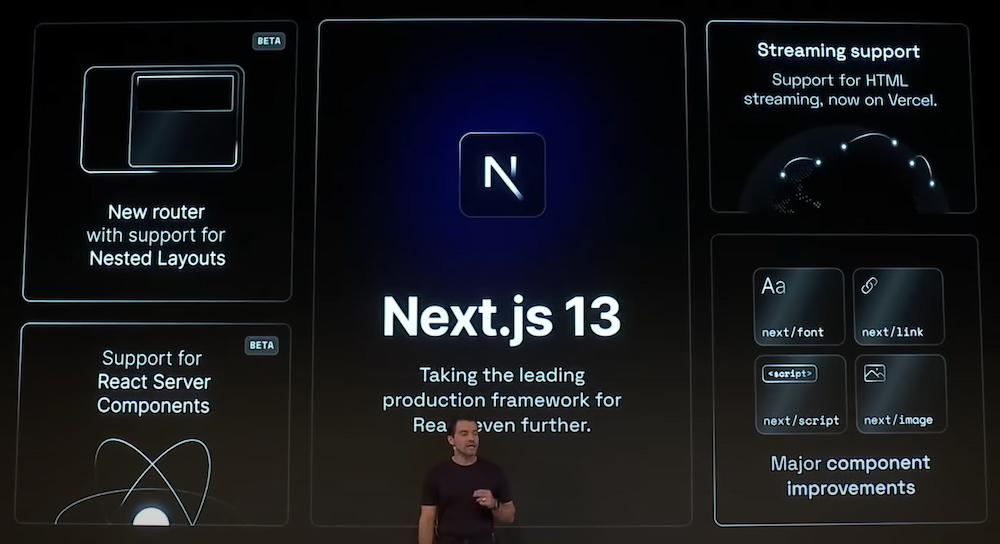 BETA
New router
with support for
Nested Layouts
BETA
Support for
React Server
Components
N
Next.js 13
Taking the leading
production framework for
even further.
Streaming support
Support for HTML
streaming, now on Vercel.
Aa
next/font
next/link
<script>
next/script
next/image
Major component
improvements